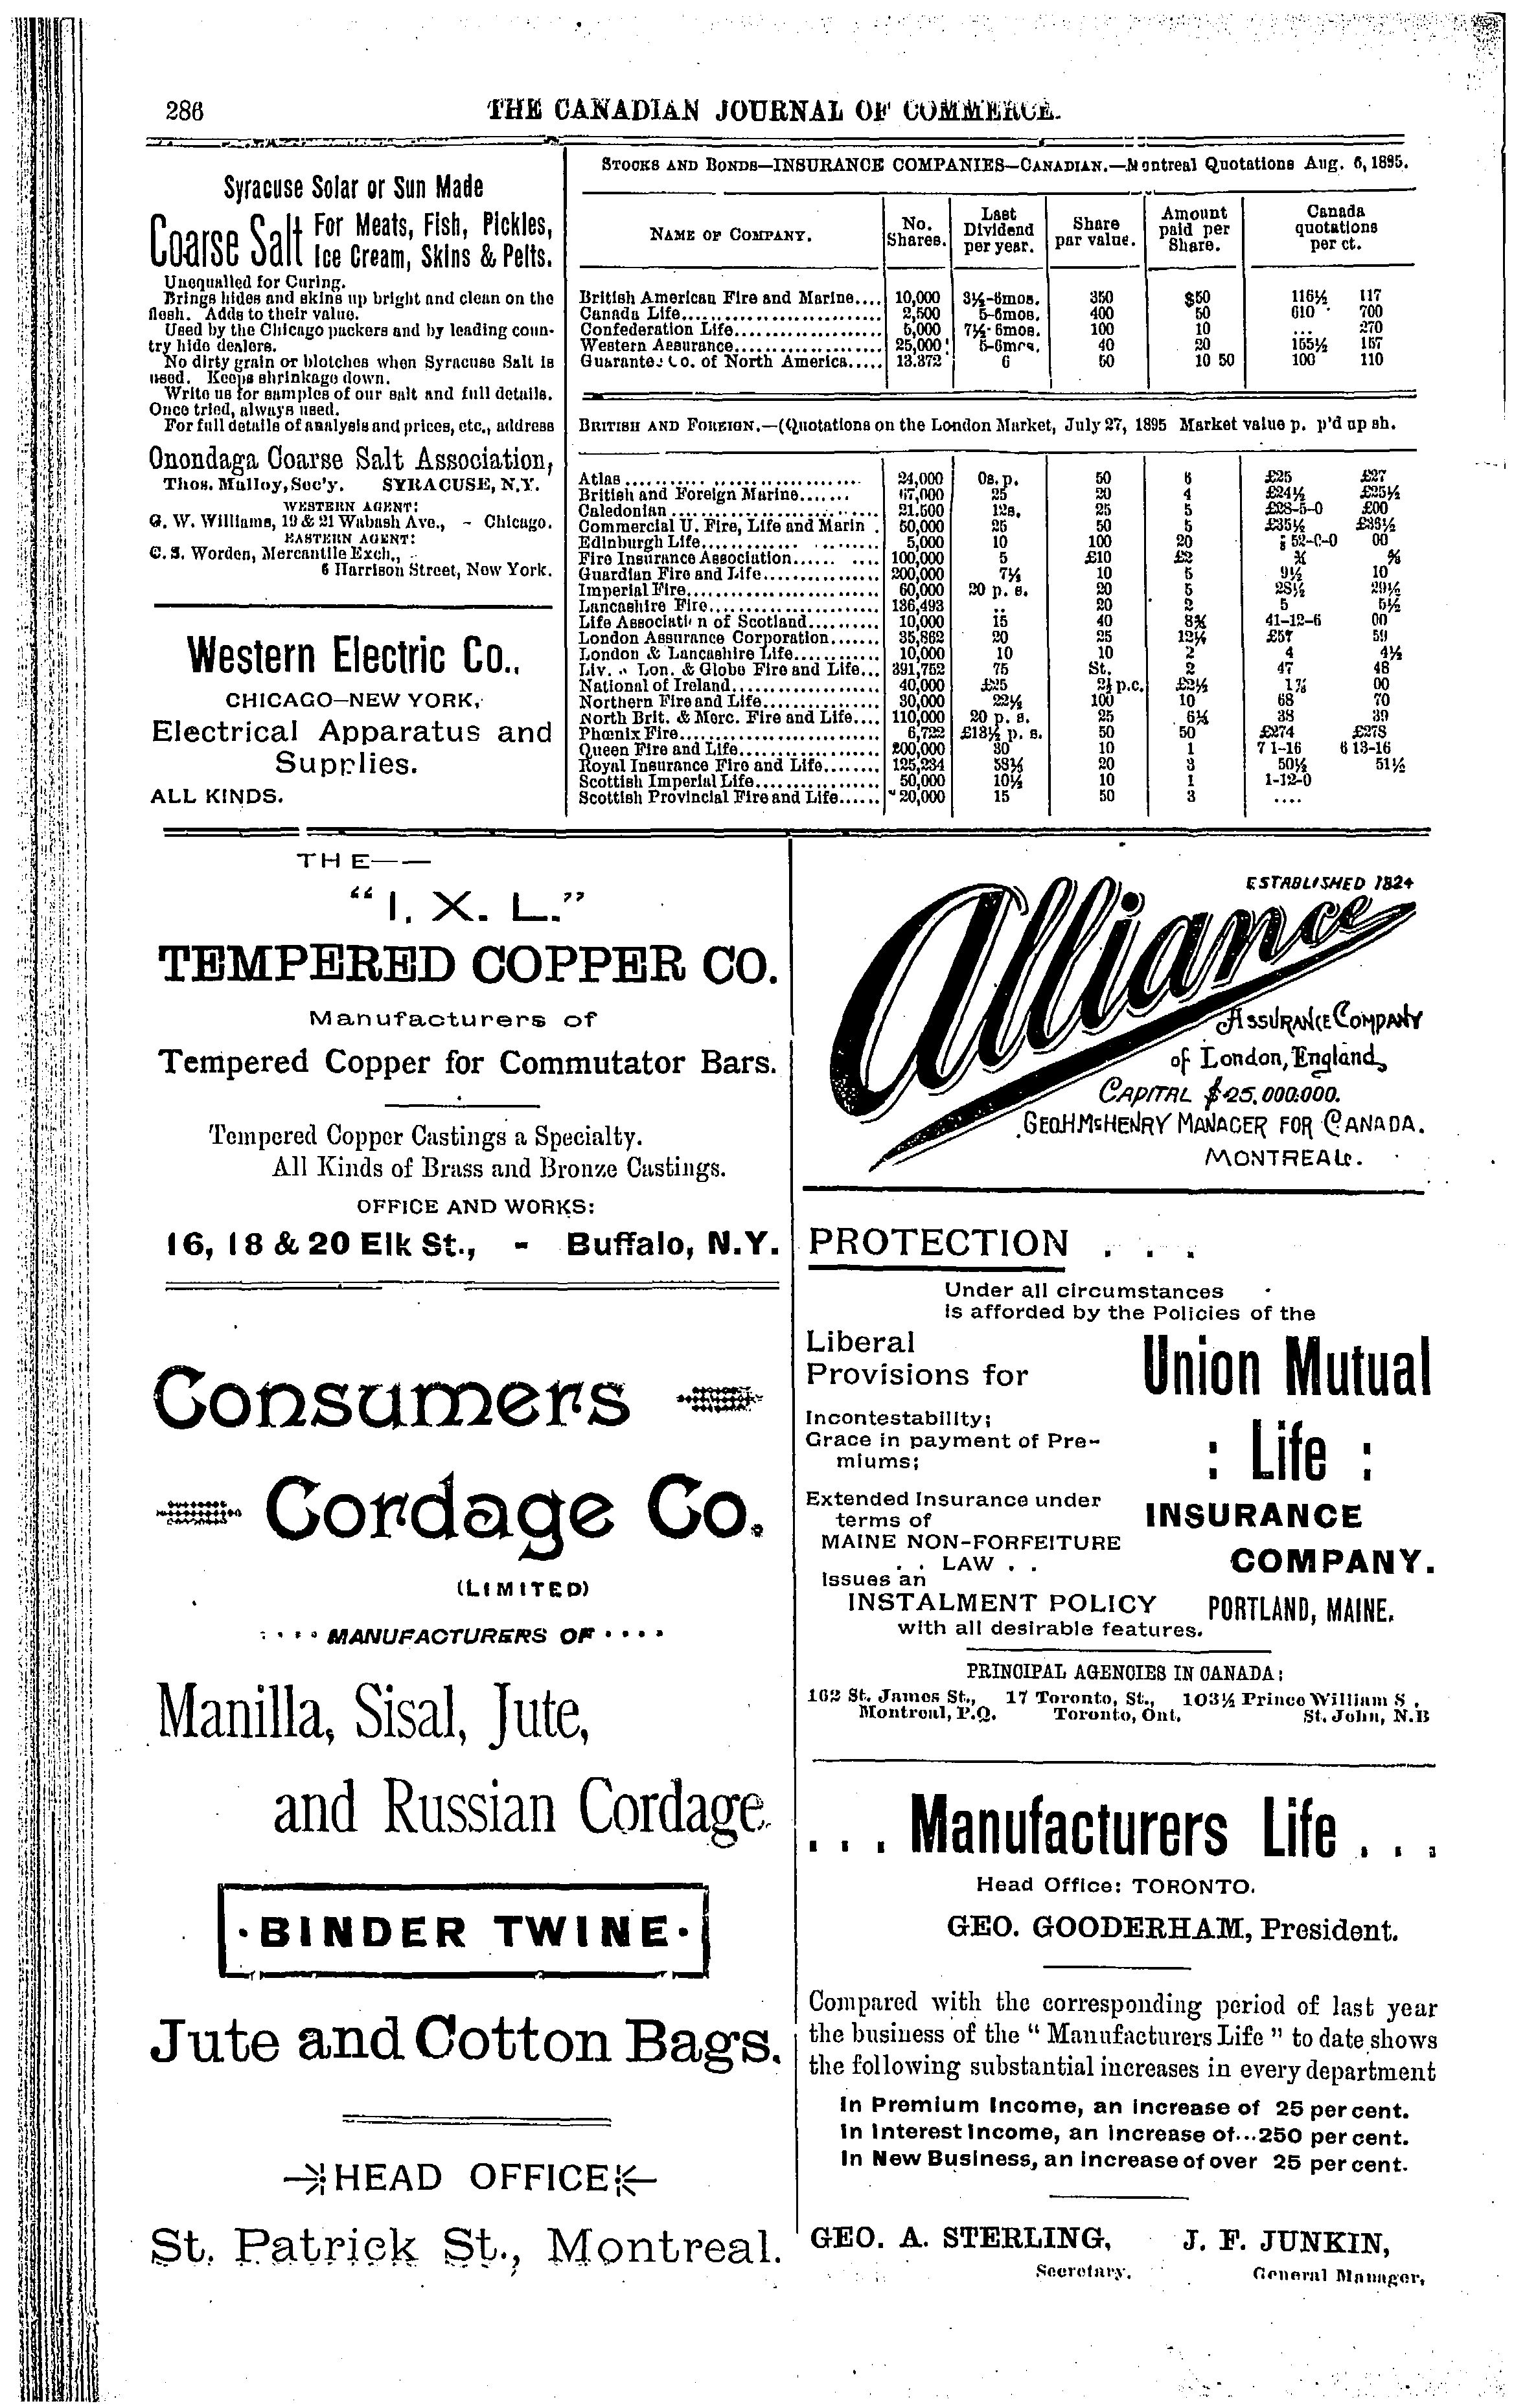 286
THE CANADIAN JOURNAL OF COMMERCE.
Syracuse Solar or Sun Made
Coarse Salt
For Meats, Fish, Pickles,
Ice Cream, Skins & Pelts.
Unequalled for Curing.
Brings hides and skins up bright and clean on the
flesh. Adds to their value.
Used by the Chicago packers and by leading coun-
try hide dealers.
No dirty grain or blotches when Syracuse Salt is
used. Keeps shrinkage down.
Write us for samples of our salt and full details.
Once tried, always used.
For full details of analysis and prices, etc., address
Onondaga Coarse Salt Association,
Thos. Mulloy, Sec'y. SYRACUSE, N.Y.
WESTERN AGENT:
G. W. Williams, 19 & 21 Wabash Ave., - Chicago.
EASTERN AGENT:
C. S. Worden, Mercantile Exch.,
6 Harrison Street, New York.
Western Electric Co.,
CHICAGO—NEW YORK,
Electrical Apparatus and
Supplies.
ALL KINDS.
STOCKS AND BONDS—INSURANCE COMPANIES—CANADIAN.—Montreal Quotations Aug. 6, 1895.
NAME OF COMPANY. No. Shares. Last Dividend per year. Share par value. Amount paid per Share. Canada quotations per ct.
British American Fire and Marine.... 10,000 3½-6mos. 350 $50 116½ 117
Canada Life 2,500 5-6mos. 400 50 610 700
Confederation Life 5,000 7½-6mos. 100 10 ... 270
Western Assurance 25,000 5-6mos. 40 20 155½ 157
Guarantee Co. of North America..... 13.372 6 50 10 50 100 110
BRITISH AND FOREIGN.—(Quotations on the London Market, July 27, 1895 Market value p. p'd up sh.
Atlas 24,000 0s. p. 50 6 £25 £27
British and Foreign Marine 67,000 25 20 4 £24½ £25½
Caledonian 21.500 12s. 25 5 £28-5-0 £00
Commercial U. Fire, Life and Marin . 50,000 25 50 5 £35½ £36½
Edinburgh Life 5,000 10 100 20 52-0-0 00
Fire Insurance Association 100,000 5 £10 £2
Guardian Fire and Life 200,000 7½ 10 5 9½ 10
Imperial Fire 60,000 20 p. s. 20 5 28½ 29½
Lancashire Fire 136,493 .. 20 2 5 5½
Life Association of Scotland 10,000 15 40 8¾ 41-12-6 00
London Assurance Corporation....... 35,862 20 25 12½ £57 59
London & Lancashire Life 10,000 10 10 2 4 4½
Liv. Lon. & Globe Fire and Life... 391,752 75 St. 2 47 48
National of Ireland 40,000 £25 2½ p.c. £2½ 00
Northern Fire and Life 30,000 22½ 100 10 68 70
North Brit. & Merc. Fire and Life.... 110,000 20 p. s. 25 6¼ 38 39
Phœnix Fire 6,722 £13½ p. s. 50 50 £274 £278
Queen Fire and Life 200,000 30 10 1 7 1-16 6 13-16
Royal Insurance Fire and Life........ 125,234 58⅓ 20 3 50½ 51½
Scottish Imperial Life 50,000 10½ 10 1 1-12-0
Scottish Provincial Fire and Life...... 20,000 15 50 3 ....
THE——
"I. X. L."
TEMPERED COPPER CO.
Manufacturers of
Tempered Copper for Commutator Bars.
Tempered Copper Castings a Specialty.
All Kinds of Brass and Bronze Castings.
OFFICE AND WORKS:
16, 18 & 20 Elk St., - Buffalo, N.Y.
Consumers
Cordage Co.
(LIMITED)
MANUFACTURERS OF
Manilla, Sisal, Jute,
and Russian Cordage.
BINDER TWINE
Jute and Cotton Bags.
HEAD OFFICE
St. Patrick St., Montreal.
ESTABLISHED 1824
Alliance
ASSURANCE COMPANY
of London, England,
CAPITAL $25,000,000.
GEO. H. McHENRY MANAGER FOR CANADA.
MONTREAL.
PROTECTION . . .
Under all circumstances
is afforded by the Policies of the
Liberal
Provisions for
Incontestability;
Grace in payment of Pre-
miums;
Extended Insurance under
terms of
MAINE NON-FORFEITURE
. . LAW . .
Issues an
INSTALMENT POLICY
with all desirable features.
Union Mutual
: Life :
INSURANCE
COMPANY.
PORTLAND, MAINE.
PRINCIPAL AGENCIES IN CANADA:
162 St. James St., 17 Toronto, St., 103½ Prince William S ,
Montreal, P.Q. Toronto, Ont. St. John, N.B
. . . Manufacturers Life . . .
Head Office: TORONTO.
GEO. GOODERHAM, President.
Compared with the corresponding period of last year
the business of the "Manufacturers Life" to date shows
the following substantial increases in every department
In Premium Income, an increase of 25 per cent.
In Interest Income, an increase of...250 per cent.
In New Business, an increase of over 25 per cent.
GEO. A. STERLING,
Secretary.
J. F. JUNKIN,
General Manager,